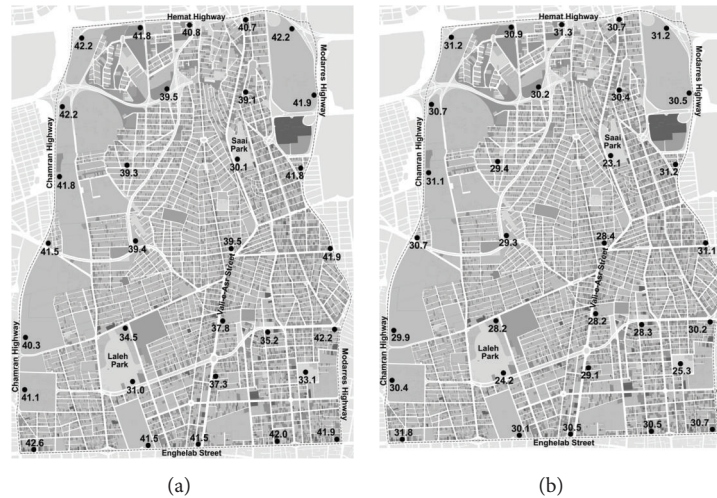 Hemat Highway
40.7
41.8
40.8
42.2
42.2
39.5
39.1
41.9
42.2
Modarres Highway
Chamran Highway
Saai
Park
30.1
39.3
41.8
41.8
39.4
39.5
41.5
41.9
Vali-e-Asr Street
37.8
34.5
35.2
42.2
40.3
Laleh
Park
31.0
37.3
33.1
41.1
Chamran Highway
Modarres Highway
42.6
41.5
41.5
42.0
41.9
Enghelab Street
(a)
Hemat Highway
30.7
30.9
31.3
31.2
31.2
30.2
30.4
30.5
30.7
Modarres Highway
Chamran Highway
Saai
Park
23.1
29.4
31.2
31.1
29.3
28.4
30.7
31.1
Vali-e-Asr Street
28.2
28.2
28.3
30.2
29.9
Laleh
Park
24.2
29.1
25.3
30.4
Chamran Highway
Modarres Highway
31.8
30.1
30.5
30.5
30.7
Enghelab Street
(b)